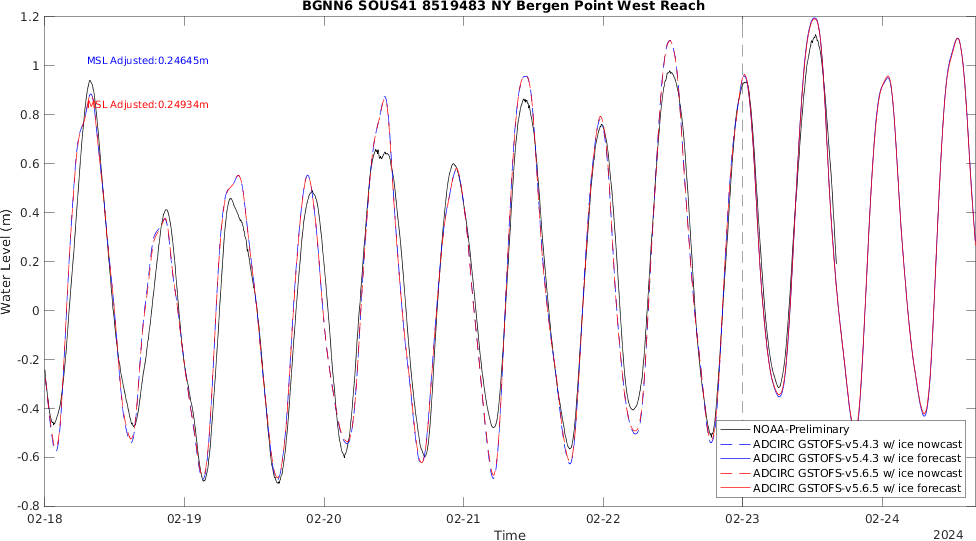 BGNN6 SOUS41 8519483 NY Bergen Point West Reach
1.2
1
0.8
0.6
0.4
0.2
0
-0.2
-0.4
-0.6
-0.8
Water Level (m)
MSL Adjusted:0.24645m
MSL Adjusted:0.24934m
NOAA-Preliminary
ADCIRC GSTOFS-v5.4.3 w/ ice nowcast
ADCIRC GSTOFS-v5.4.3 w/ ice forecast
ADCIRC GSTOFS-v5.6.5 w/ ice nowcast
ADCIRC GSTOFS-v5.6.5 w/ ice forecast
02-18 02-19 02-20 02-21 02-22 02-23 02-24
Time
2024